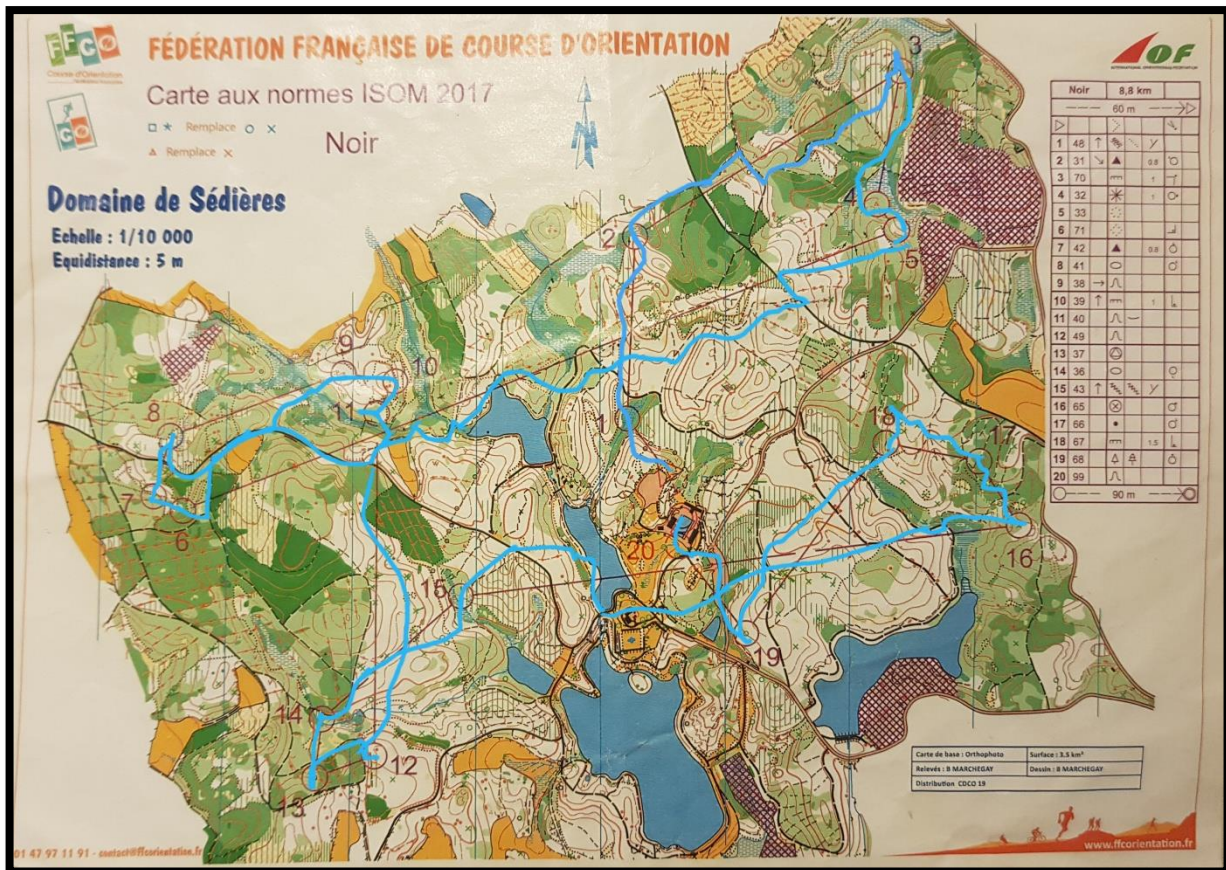 FFCO
Course d'Orientation
FÉDÉRATION FRANÇAISE DE COURSE D'ORIENTATION
IOF
INTERNATIONAL ORIENTEERING FEDERATION
Carte aux normes ISOM 2017
GO
□ * Remplace ○ ×
Noir
▵ Remplace ×
Domaine de Sédières
Echelle : 1/10 000
Equidistance : 5 m
Noir 8,8 km
60 m
1 48
2 31 0.8
3 70 1
4 32 1
5 33
6 71
7 42 0.8
8 41
9 38
10 39 1
11 40
12 49
13 37
14 36
15 43
16 65
17 66
18 67 1.5
19 68
20 99
90 m
3
4
2
5
9
10
8
11
1
18
17
7
6
20
16
15
19
14
12
13
Carte de base : Orthophoto Surface : 3.5 km²
Relevés : B MARCHEGAY Dessin : B MARCHEGAY
Distribution CDCO 19
01 47 97 11 91 - contact@ffcorientation.fr
www.ffcorientation.fr